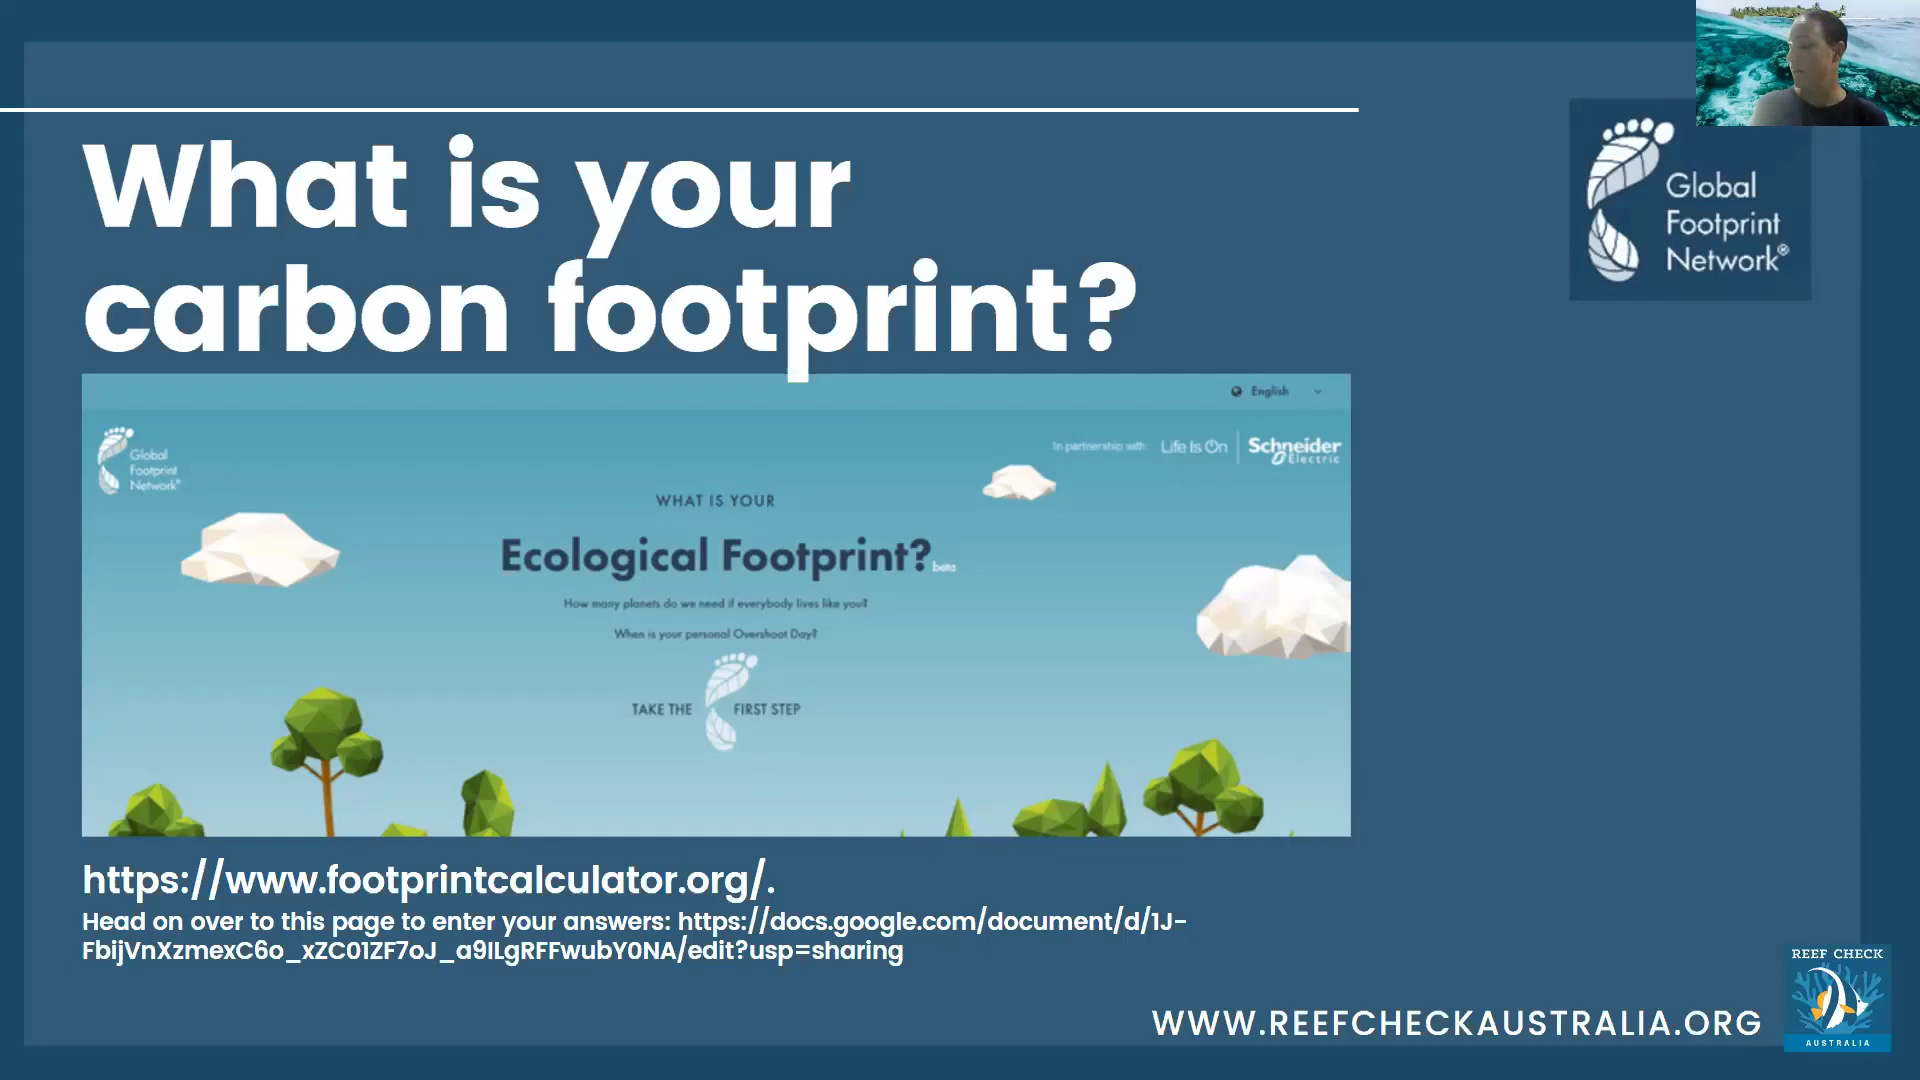 What is your
carbon footprint?
Global
Footprint
Network®
English
Global
Footprint
Network®
In partnership with:
Life Is On
Schneider
Electric
WHAT IS YOUR
Ecological Footprint? beta
How many planets do we need if everybody lives like you?
When is your personal Overshoot Day?
TAKE THE FIRST STEP
https://www.footprintcalculator.org/.
Head on over to this page to enter your answers: https://docs.google.com/document/d/1J-
FbijVnXzmexC6o_xZC01ZF7oJ_a9ILgRFFwubY0NA/edit?usp=sharing
WWW.REEFCHECKAUSTRALIA.ORG
REEF CHECK
AUSTRALIA